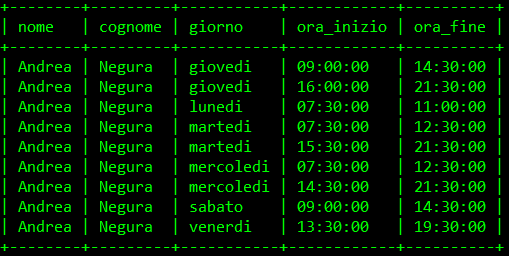 nome | cognome | giorno | ora_inizio | ora_fine
Andrea | Negura | giovedi | 09:00:00 | 14:30:00
Andrea | Negura | giovedi | 16:00:00 | 21:30:00
Andrea | Negura | lunedi | 07:30:00 | 11:00:00
Andrea | Negura | martedi | 07:30:00 | 12:30:00
Andrea | Negura | martedi | 15:30:00 | 21:30:00
Andrea | Negura | mercoledi | 07:30:00 | 12:30:00
Andrea | Negura | mercoledi | 14:30:00 | 21:30:00
Andrea | Negura | sabato | 09:00:00 | 14:30:00
Andrea | Negura | venerdi | 13:30:00 | 19:30:00